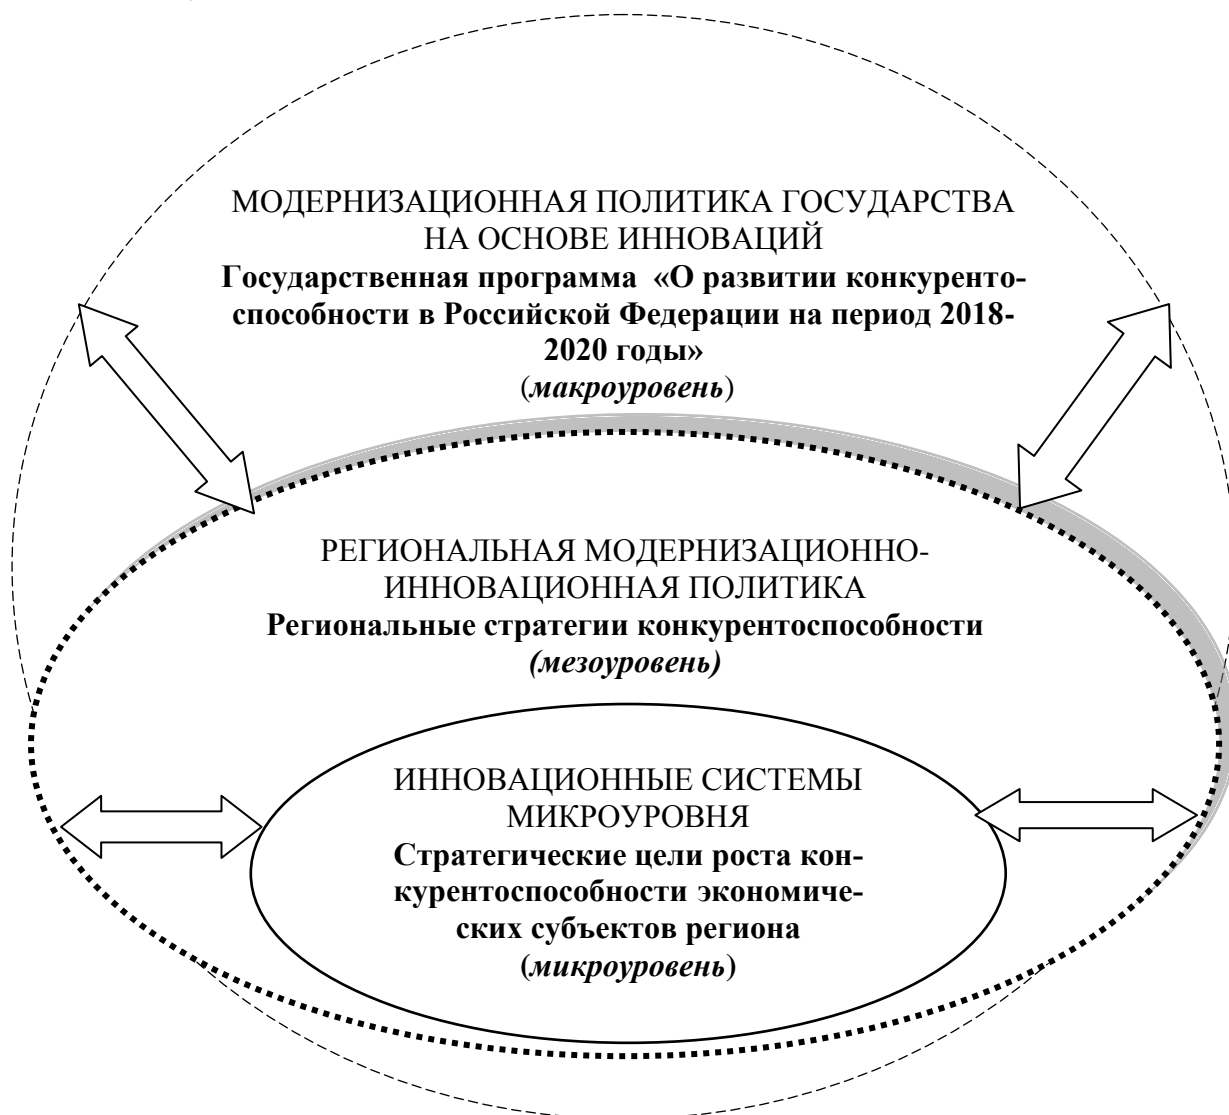 МОДЕРНИЗАЦИОННАЯ ПОЛИТИКА ГОСУДАРСТВА
НА ОСНОВЕ ИННОВАЦИЙ
Государственная программа «О развитии конкуренто-
способности в Российской Федерации на период 2018-
2020 годы»
(макроуровень)
РЕГИОНАЛЬНАЯ МОДЕРНИЗАЦИОННО-
ИННОВАЦИОННАЯ ПОЛИТИКА
Региональные стратегии конкурентоспособности
(мезоуровень)
ИННОВАЦИОННЫЕ СИСТЕМЫ
МИКРОУРОВНЯ
Стратегические цели роста кон-
курентоспособности экономиче-
ских субъектов региона
(микроуровень)